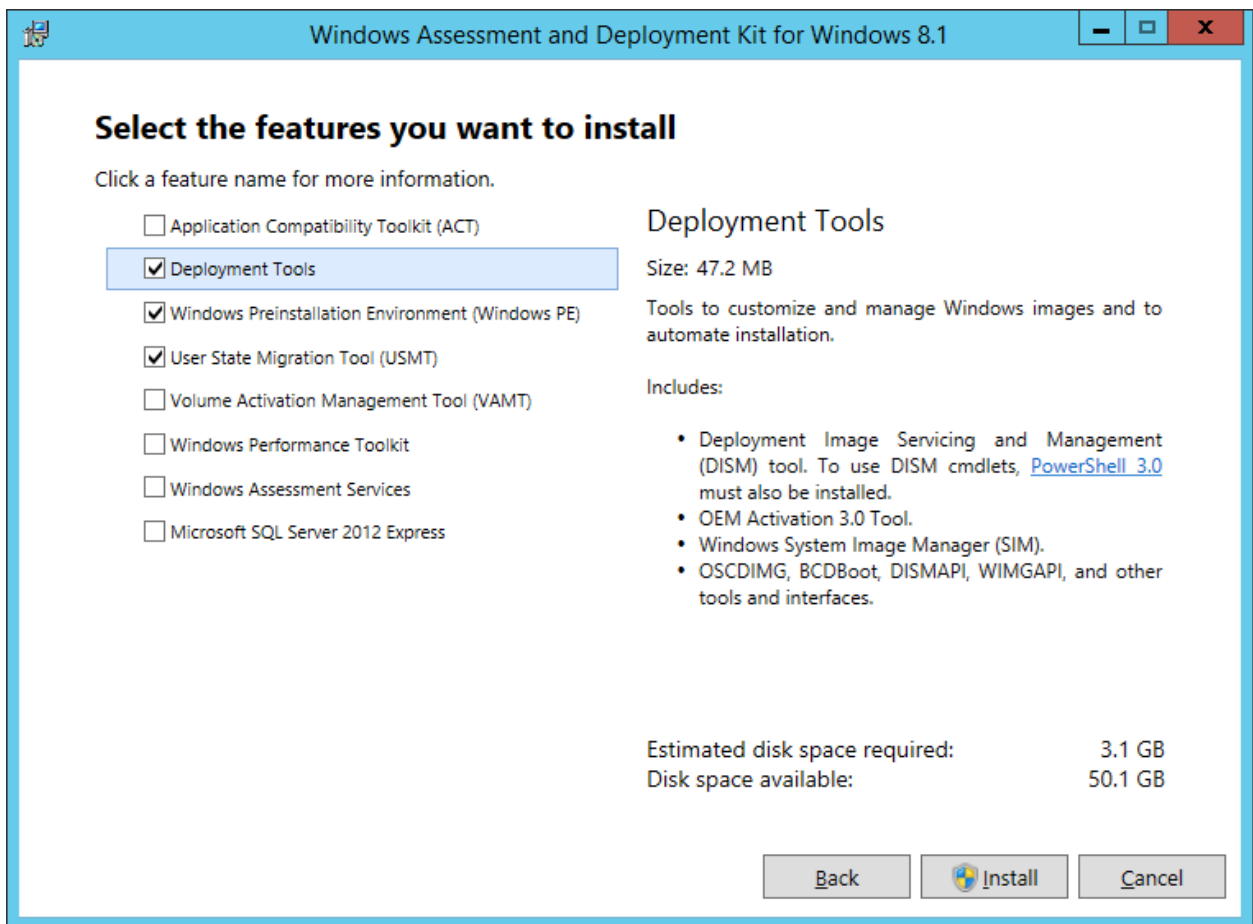 Windows Assessment and Deployment Kit for Windows 8.1
Select the features you want to install
Click a feature name for more information.
Application Compatibility Toolkit (ACT)
Deployment Tools
Windows Preinstallation Environment (Windows PE)
User State Migration Tool (USMT)
Volume Activation Management Tool (VAMT)
Windows Performance Toolkit
Windows Assessment Services
Microsoft SQL Server 2012 Express
Deployment Tools
Size: 47.2 MB
Tools to customize and manage Windows images and to
automate installation.
Includes:
• Deployment Image Servicing and Management
(DISM) tool. To use DISM cmdlets, PowerShell 3.0
must also be installed.
• OEM Activation 3.0 Tool.
• Windows System Image Manager (SIM).
• OSCDIMG, BCDBoot, DISMAPI, WIMGAPI, and other
tools and interfaces.
Estimated disk space required: 3.1 GB
Disk space available: 50.1 GB
Back Install Cancel